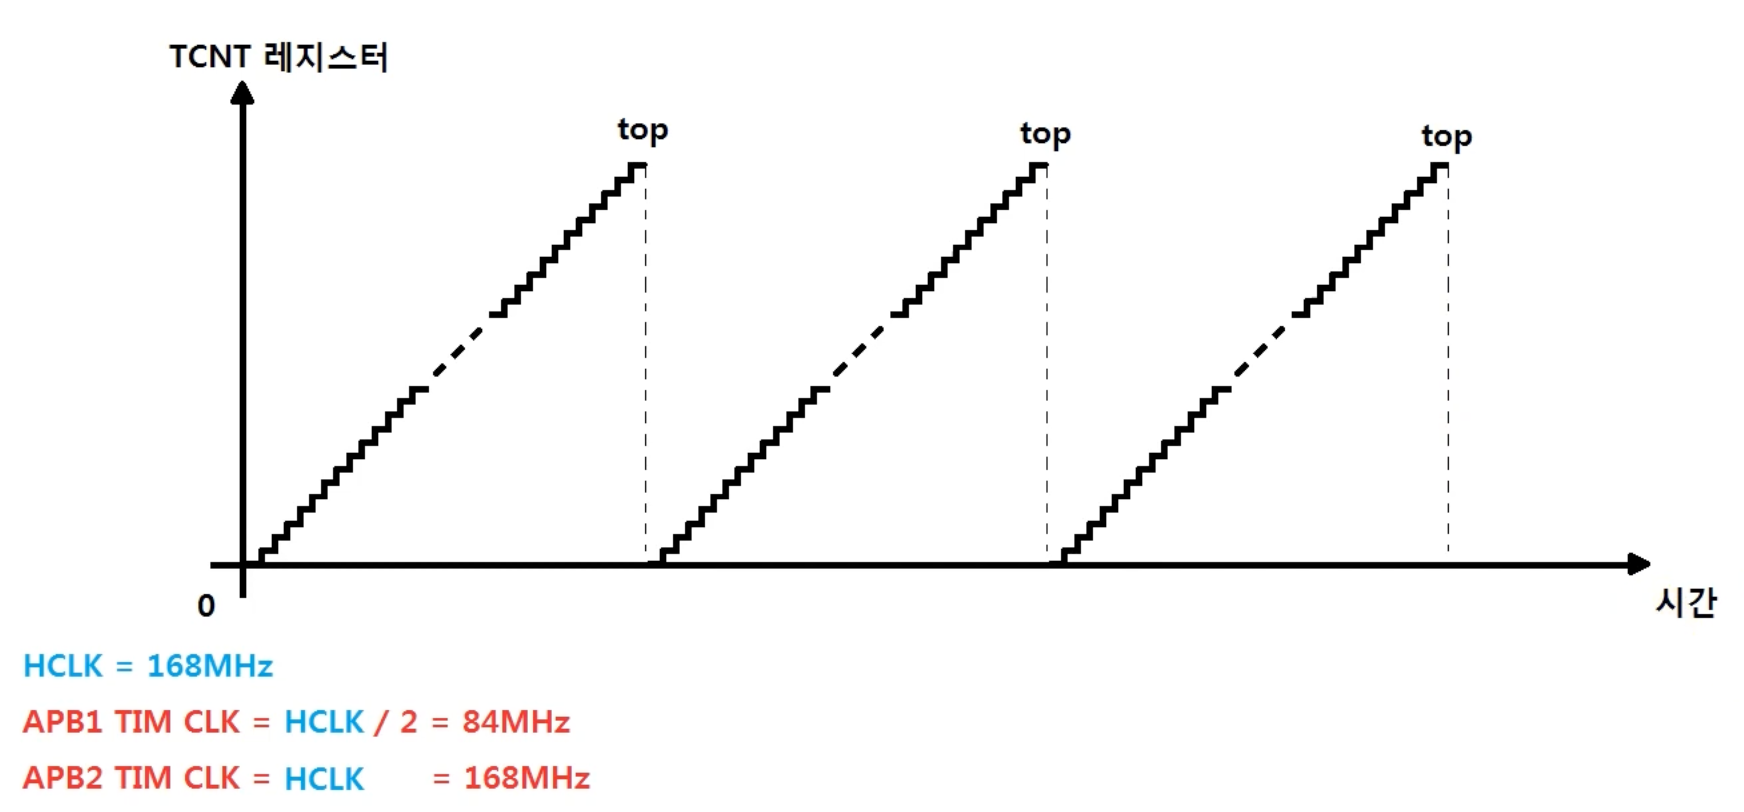 TCNT 레지스터
top
top
top
0
시간
HCLK = 168MHz
APB1 TIM CLK = HCLK / 2 = 84MHz
APB2 TIM CLK = HCLK = 168MHz